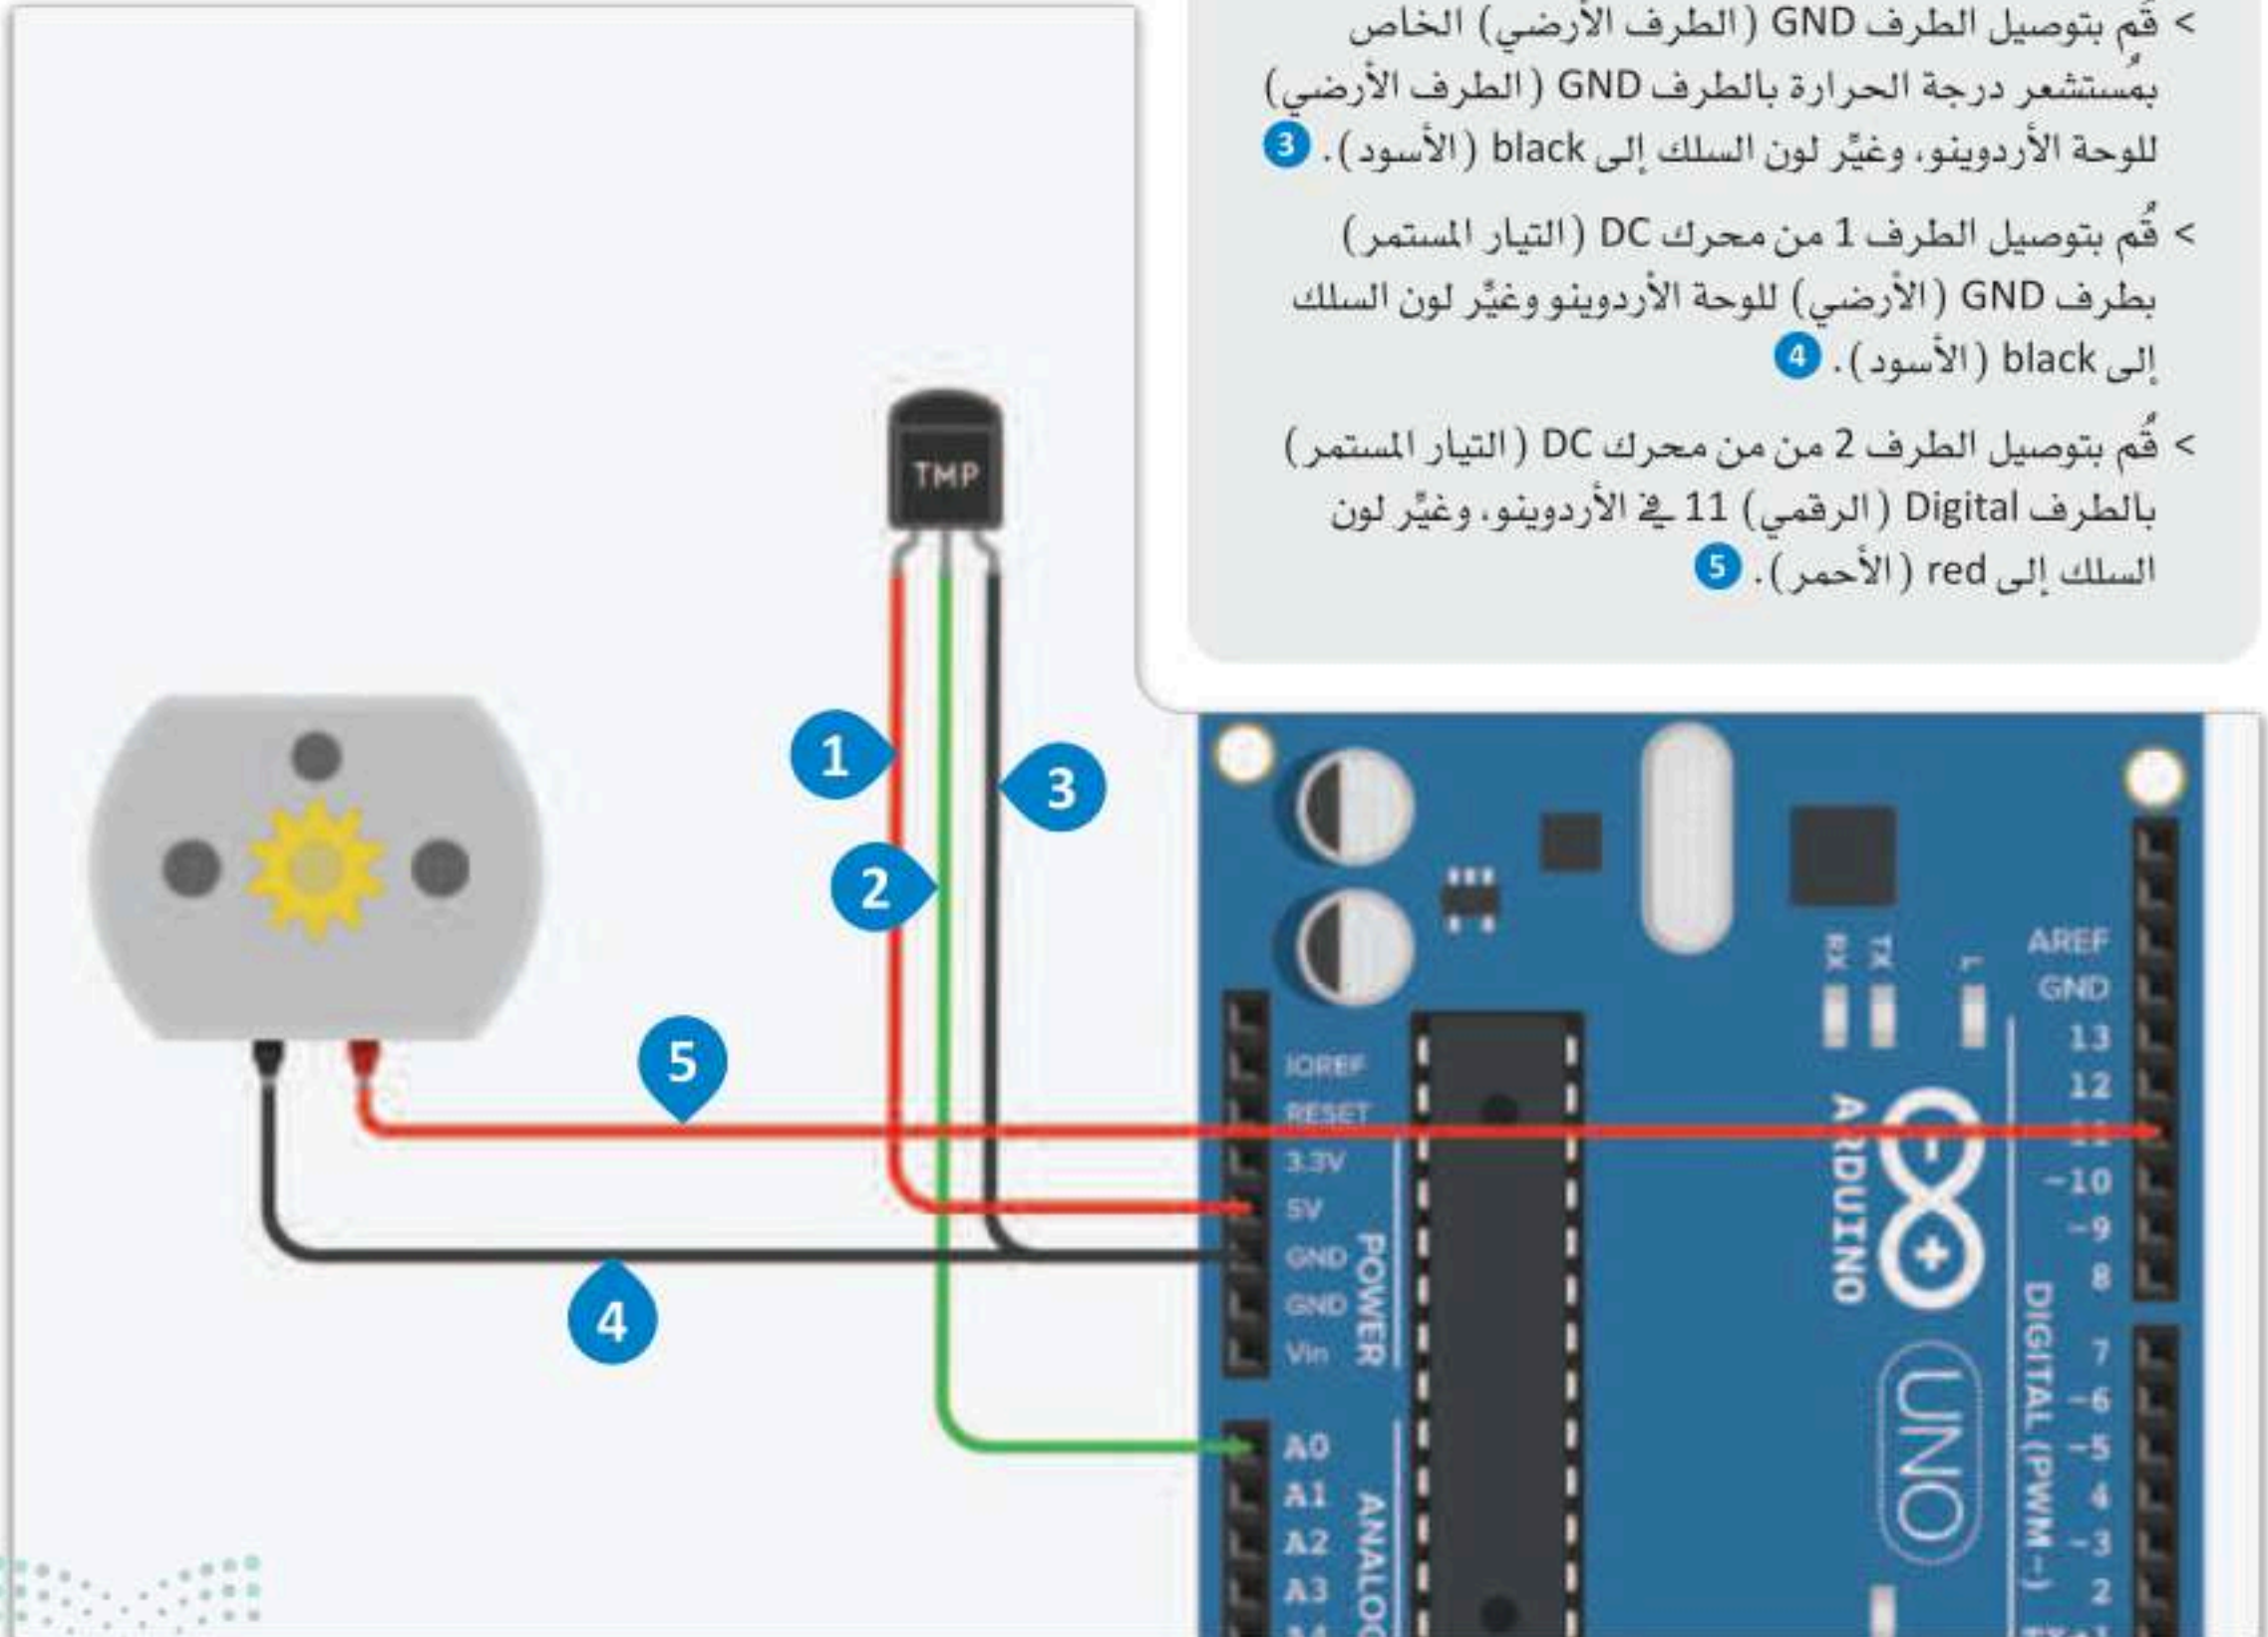 > قُم بتوصيل الطرف GND (الطرف الأرضي) الخاص
بمُستشعر درجة الحرارة بالطرف GND (الطرف الأرضي)
للوحة الأردوينو، وغيِّر لون السلك إلى black (الأسود). 3
> قُم بتوصيل الطرف 1 من محرك DC (التيار المستمر)
بطرف GND (الأرضي) للوحة الأردوينو وغيِّر لون السلك
إلى black (الأسود). 4
> قُم بتوصيل الطرف 2 من من محرك DC (التيار المستمر)
بالطرف Digital (الرقمي) 11 في الأردوينو، وغيِّر لون
السلك إلى red (الأحمر). 5
TMP
1
3
2
5
4
IOREF
RESET
3.3V
5V
GND
GND
Vin
POWER
A0
A1
A2
A3
RX
TX
L
ARDUINO
UNO
AREF
GND
13
12
~10
~9
8
7
~6
~5
4
~3
2
DIGITAL (PWM~)